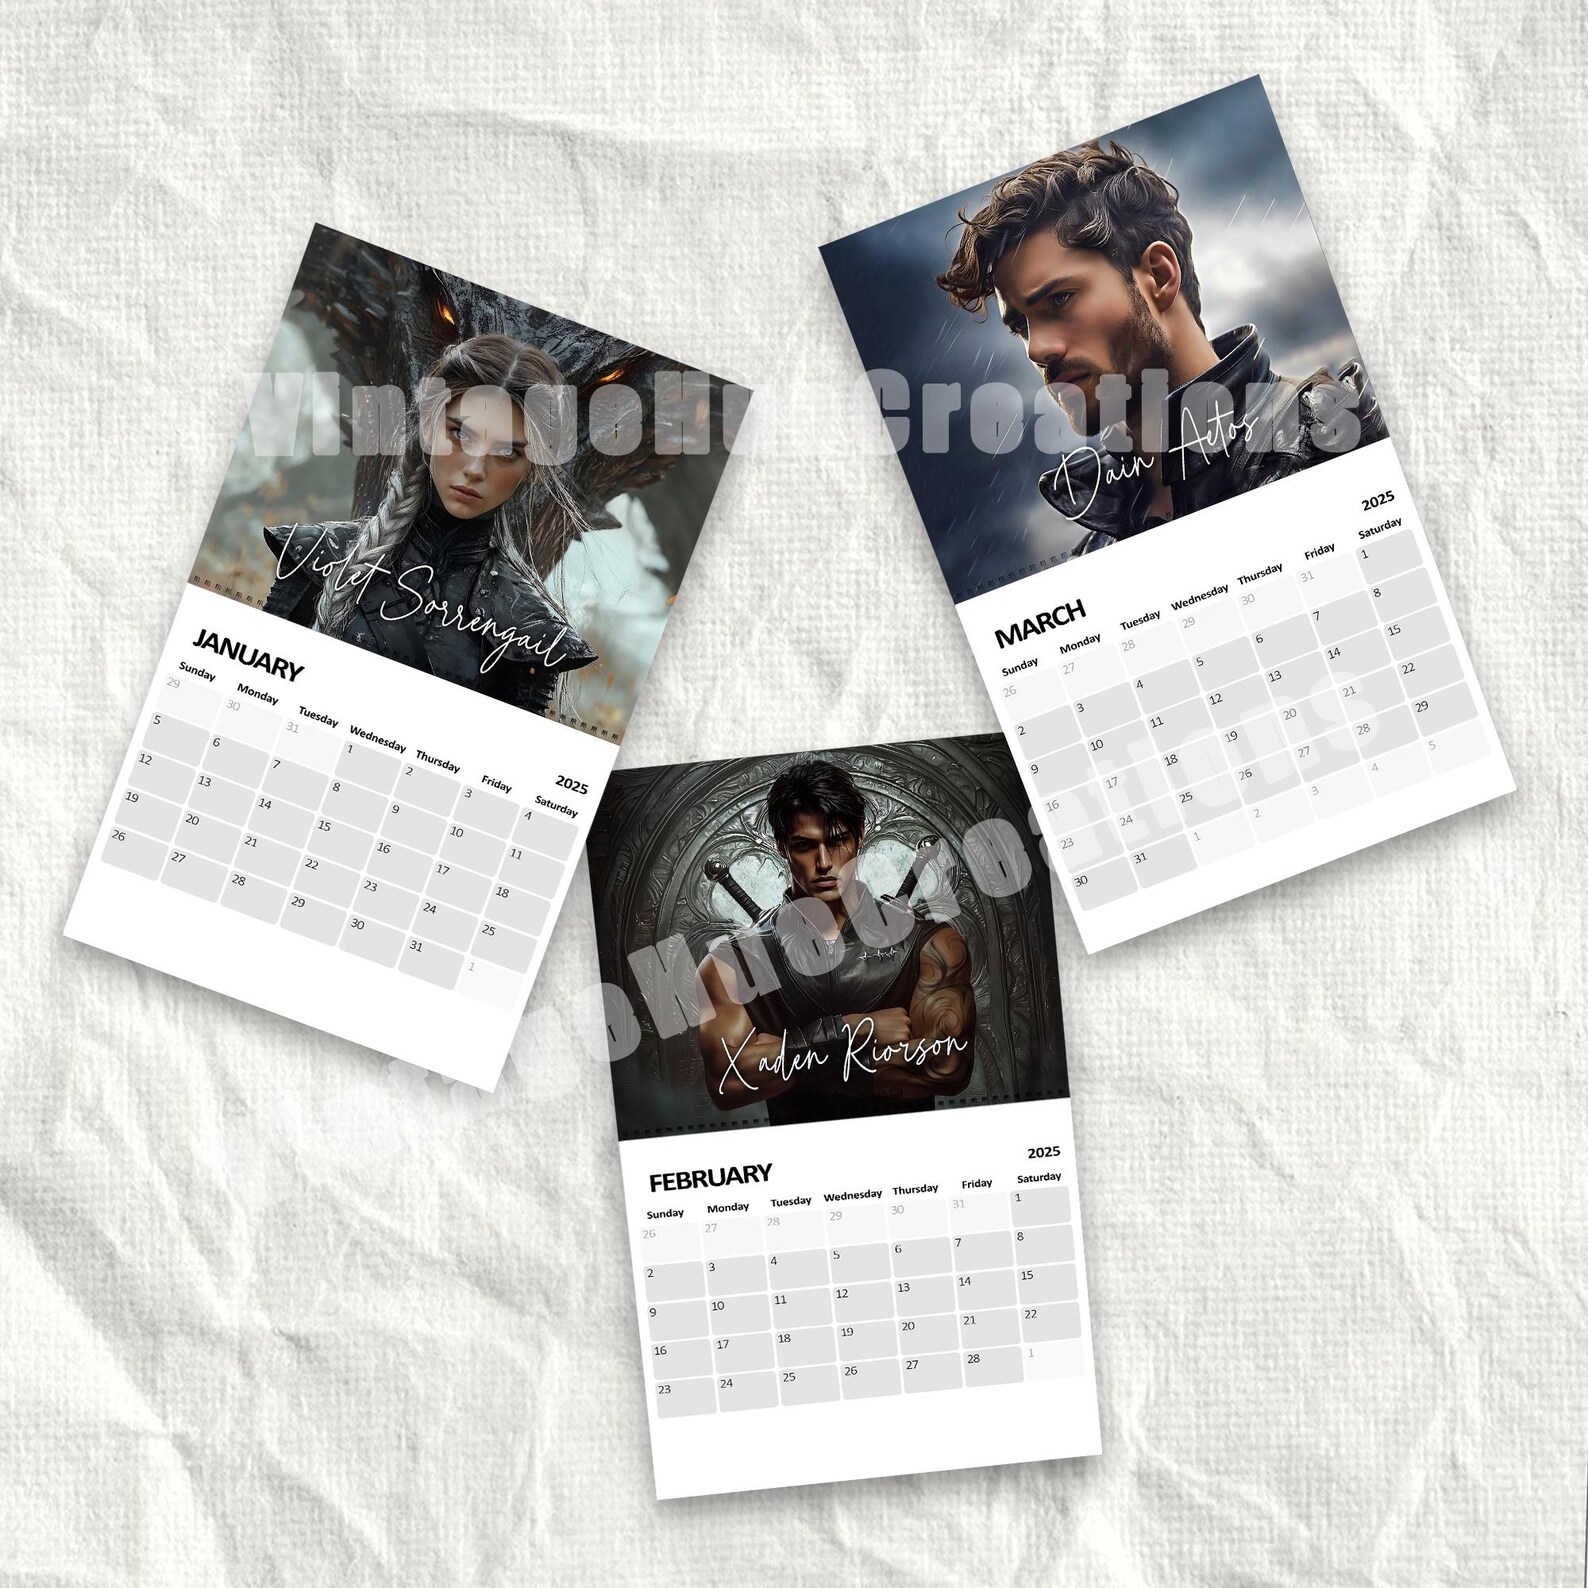 VintageHueCreations
Violet Sorrengail
JANUARY
2025
Sunday Monday Tuesday Wednesday Thursday Friday Saturday
29 30 31 1 2 3 4
5 6 7 8 9 10 11
12 13 14 15 16 17 18
19 20 21 22 23 24 25
26 27 28 29 30 31 1
Dain Aetos
MARCH
2025
Sunday Monday Tuesday Wednesday Thursday Friday Saturday
26 27 28 29 30 31 1
2 3 4 5 6 7 8
9 10 11 12 13 14 15
16 17 18 19 20 21 22
23 24 25 26 27 28 29
30 31 1 2 3 4 5
eHueCreations
Xaden Riorson
FEBRUARY
2025
Sunday Monday Tuesday Wednesday Thursday Friday Saturday
26 27 28 29 30 31 1
2 3 4 5 6 7 8
9 10 11 12 13 14 15
16 17 18 19 20 21 22
23 24 25 26 27 28 1